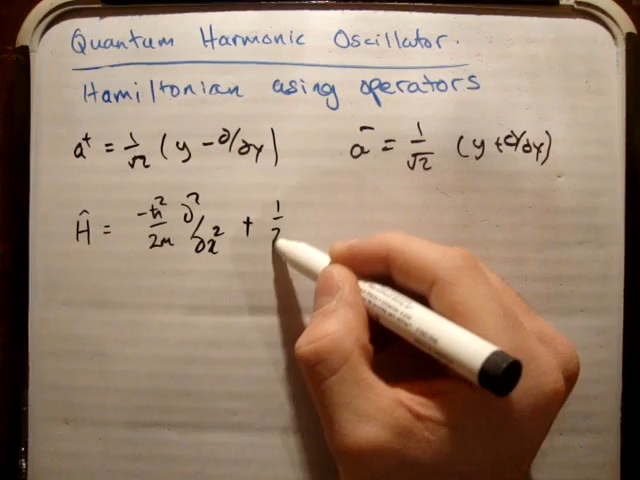 Quantum Harmonic Oscillator.
Hamiltonian using operators
a⁺ = 1/√2 (y - ∂/∂y) a⁻ = 1/√2 (y + ∂/∂y)
Ĥ = -ħ²/2m ∂²/∂x² + 1/2